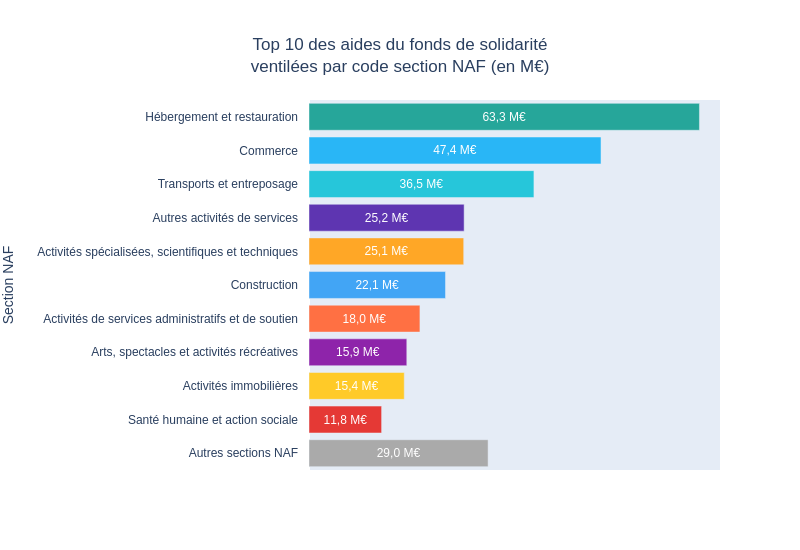 Top 10 des aides du fonds de solidarité
ventilées par code section NAF (en M€)
Section NAF
Hébergement et restauration 63,3 M€
Commerce 47,4 M€
Transports et entreposage 36,5 M€
Autres activités de services 25,2 M€
Activités spécialisées, scientifiques et techniques 25,1 M€
Construction 22,1 M€
Activités de services administratifs et de soutien 18,0 M€
Arts, spectacles et activités récréatives 15,9 M€
Activités immobilières 15,4 M€
Santé humaine et action sociale 11,8 M€
Autres sections NAF 29,0 M€